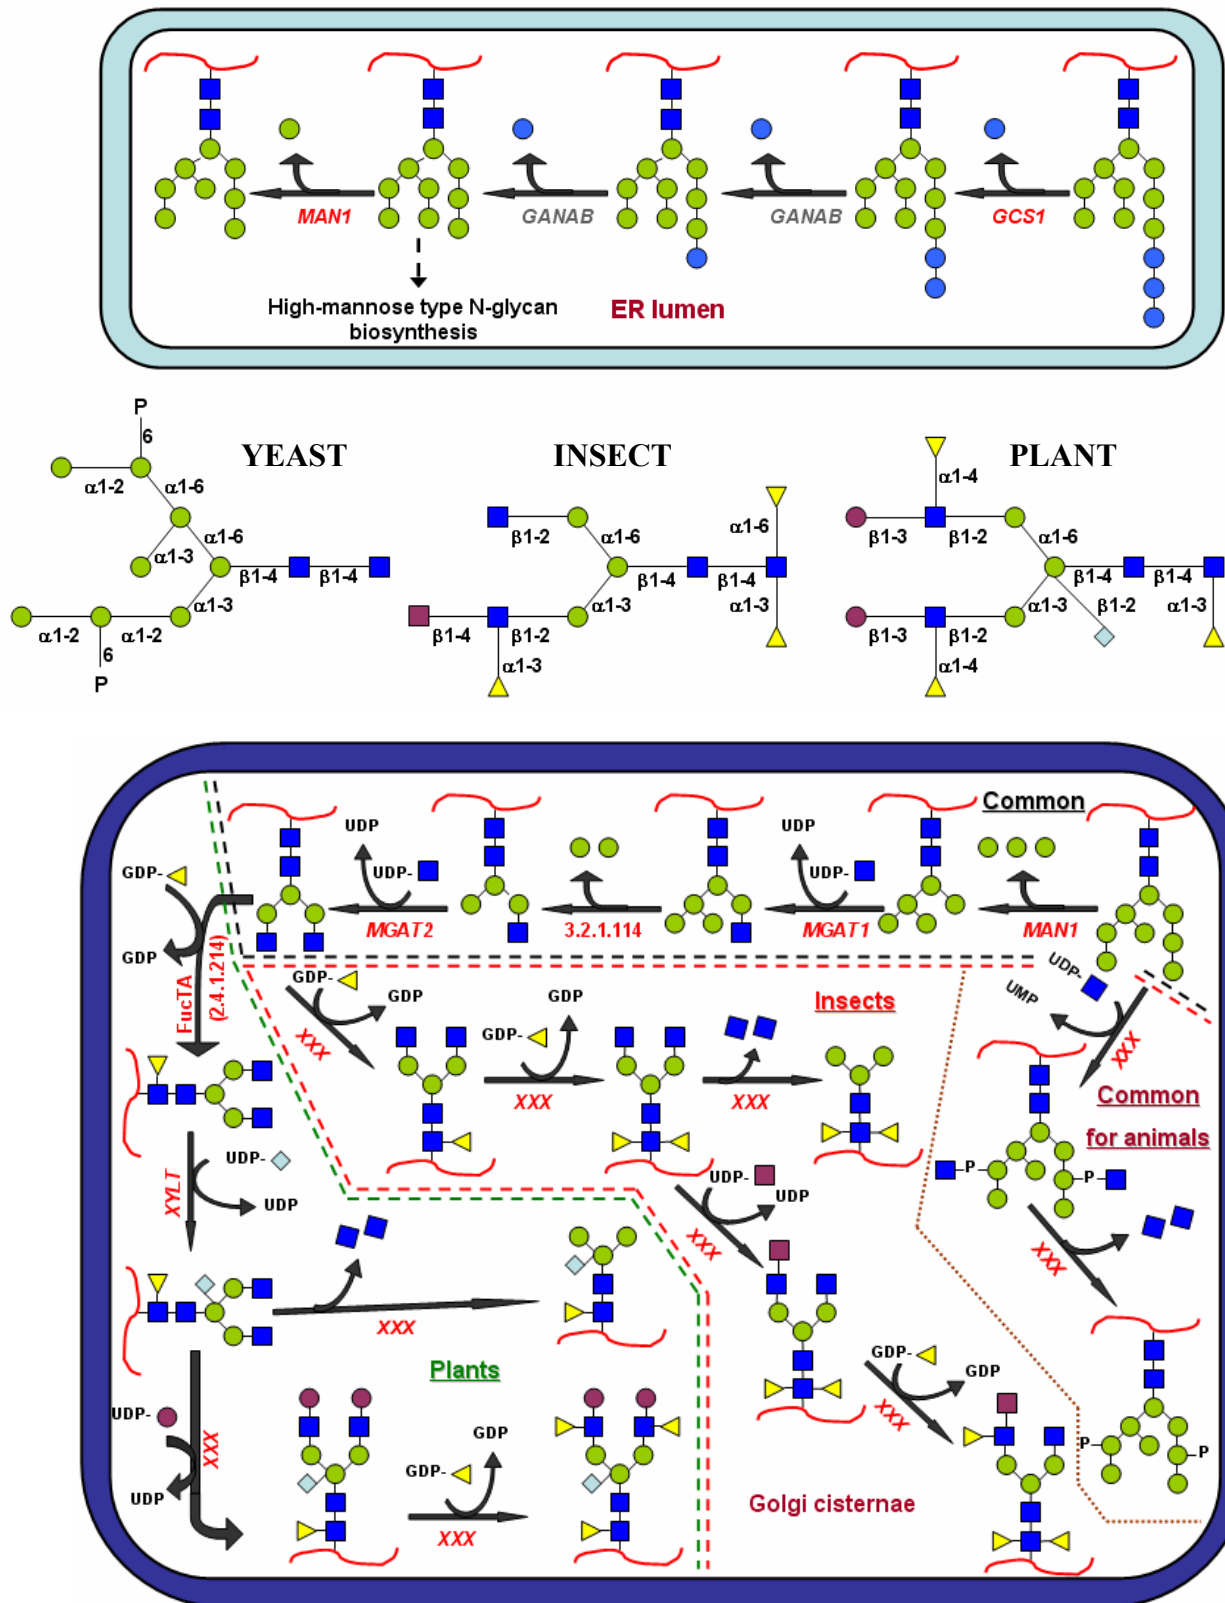 MAN1
GANAB
GANAB
GCS1
High-mannose type N-glycan
biosynthesis
ER lumen
YEAST
INSECT
PLANT
P
6
α1-2
α1-6
α1-3
α1-6
β1-4
β1-4
α1-3
α1-2
α1-2
6
P
β1-2
α1-6
α1-6
β1-4
β1-4
α1-3
α1-3
β1-4
β1-2
α1-3
α1-4
β1-3
β1-2
α1-6
β1-4
β1-4
α1-3
β1-2
α1-3
β1-3
β1-2
α1-4
Common
UDP
UDP-
MGAT2
3.2.1.114
UDP
UDP-
MGAT1
MAN1
GDP-
GDP
FucTA
(2.4.1.214)
GDP-
GDP
XXX
GDP-
GDP
XXX
XXX
Insects
UDP-
UMP
XXX
Common
for animals
P
P
XXX
UDP-
UDP
XYLT
UDP-
UDP
XXX
XXX
Plants
UDP-
UDP
XXX
GDP-
GDP
XXX
GDP-
GDP
XXX
P
P
Golgi cisternae